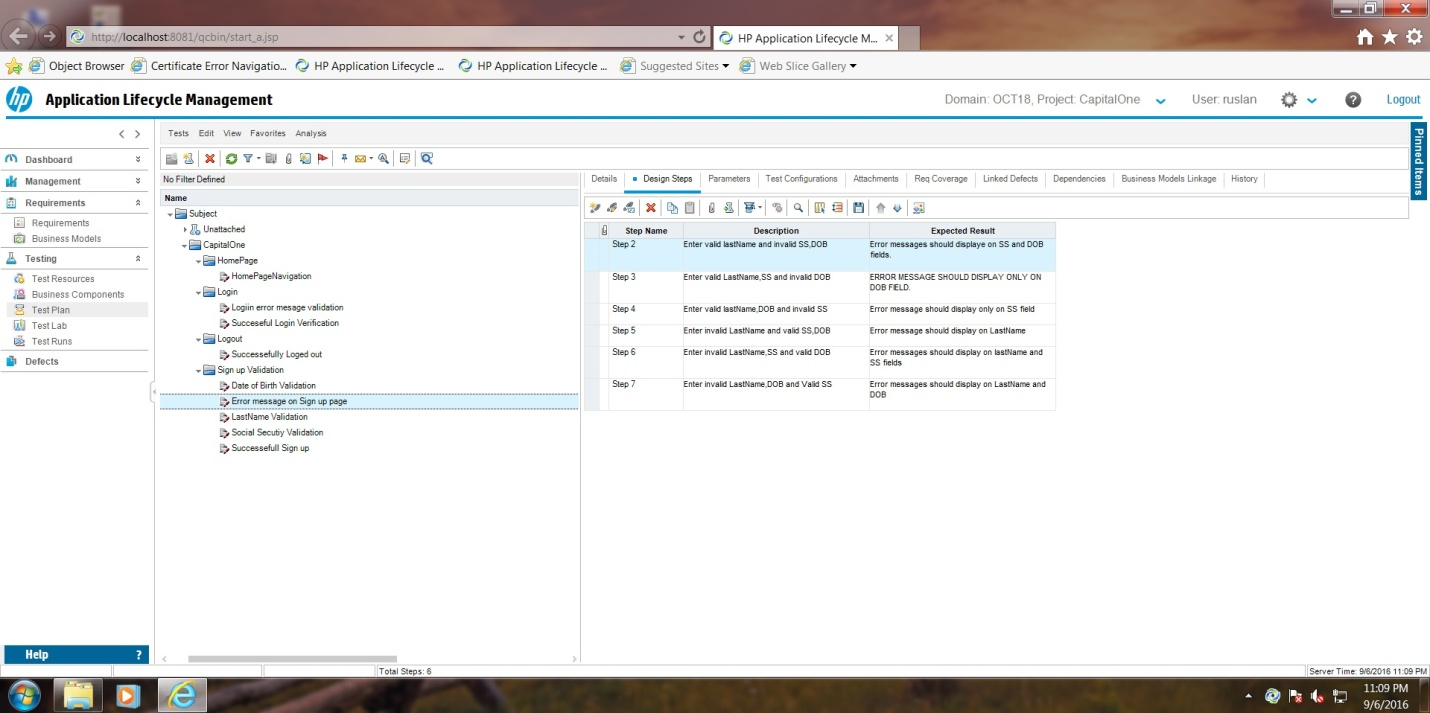 http://localhost:8081/qcbin/start_a.jsp
HP Application Lifecycle M...
Object Browser
Certificate Error Navigatio...
HP Application Lifecycle ...
HP Application Lifecycle ...
Suggested Sites
Web Slice Gallery
hp
Application Lifecycle Management
Domain: OCT18, Project: CapitalOne
User: ruslan
Logout
Pinned Items
Dashboard
Management
Requirements
Requirements
Business Models
Testing
Test Resources
Business Components
Test Plan
Test Lab
Test Runs
Defects
Help ?
Tests Edit View Favorites Analysis
No Filter Defined
Name
Subject
Unattached
CapitalOne
HomePage
HomePageNavigation
Login
Logiin error mesage validation
Succeseful Login Verification
Logout
Successefully Loged out
Sign up Validation
Date of Birth Validation
Error message on Sign up page
LastName Validation
Social Secutiy Validation
Successefull Sign up
Details Design Steps Parameters Test Configurations Attachments Req Coverage Linked Defects Dependencies Business Models Linkage History
Step Name Description Expected Result
Step 2 Enter valid lastName and invalid SS,DOB Error messages should displaye on SS and DOB
fields.
Step 3 Enter valid LastName,SS and invalid DOB ERROR MESSAGE SHOULD DISPLAY ONLY ON
DOB FIELD.
Step 4 Enter valid lastName,DOB and invalid SS Error message should display only on SS field
Step 5 Enter invalid LastName and valid SS,DOB Error message should display on LastName
Step 6 Enter invalid LastName,SS and valid DOB Error messages should display on lastName and
SS fields
Step 7 Enter invalid LastName,DOB and Valid SS Error messages should display on LastName and
DOB
Total Steps: 6
Server Time: 9/6/2016 11:09 PM
11:09 PM
9/6/2016